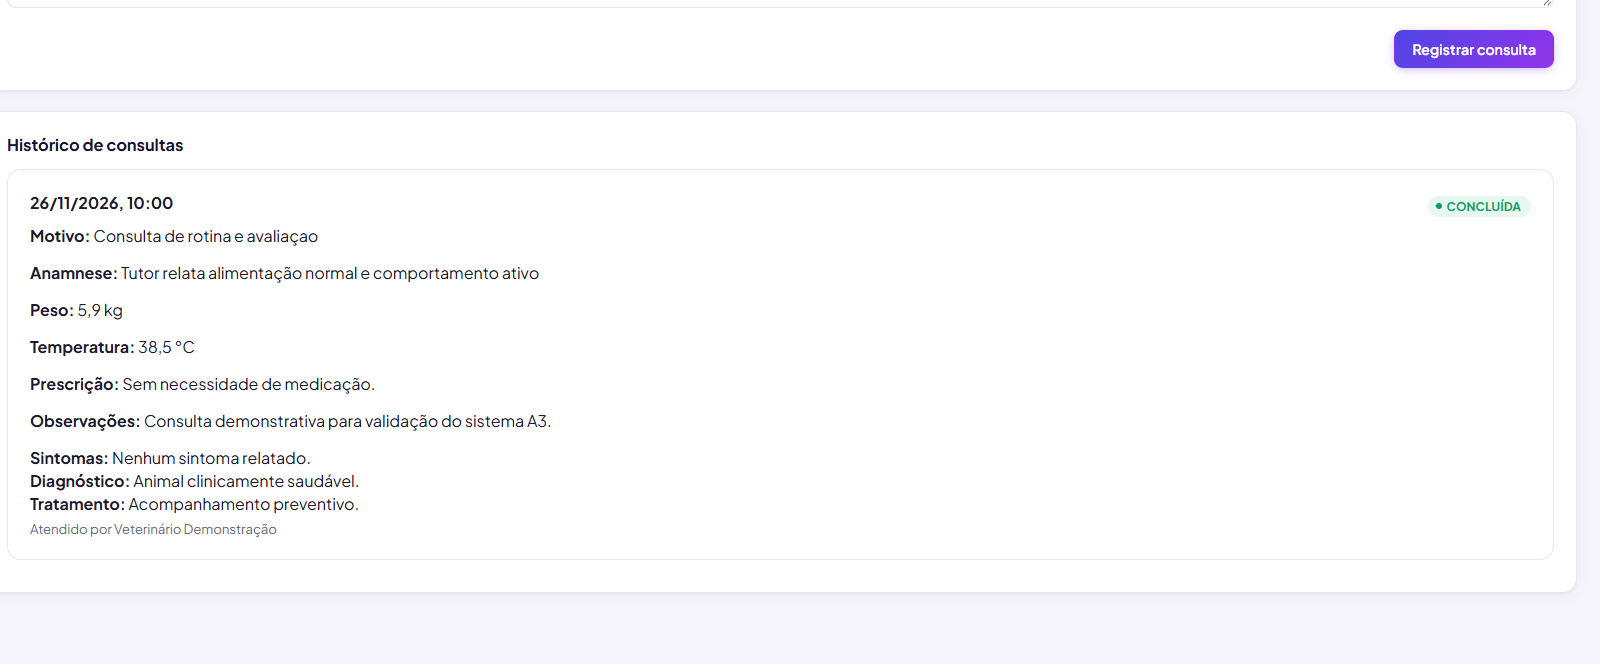 Registrar consulta
Histórico de consultas
26/11/2026, 10:00
CONCLUÍDA
Motivo: Consulta de rotina e avaliaçao
Anamnese: Tutor relata alimentação normal e comportamento ativo
Peso: 5,9 kg
Temperatura: 38,5 °C
Prescrição: Sem necessidade de medicação.
Observações: Consulta demonstrativa para validação do sistema A3.
Sintomas: Nenhum sintoma relatado.
Diagnóstico: Animal clinicamente saudável.
Tratamento: Acompanhamento preventivo.
Atendido por Veterinário Demonstração